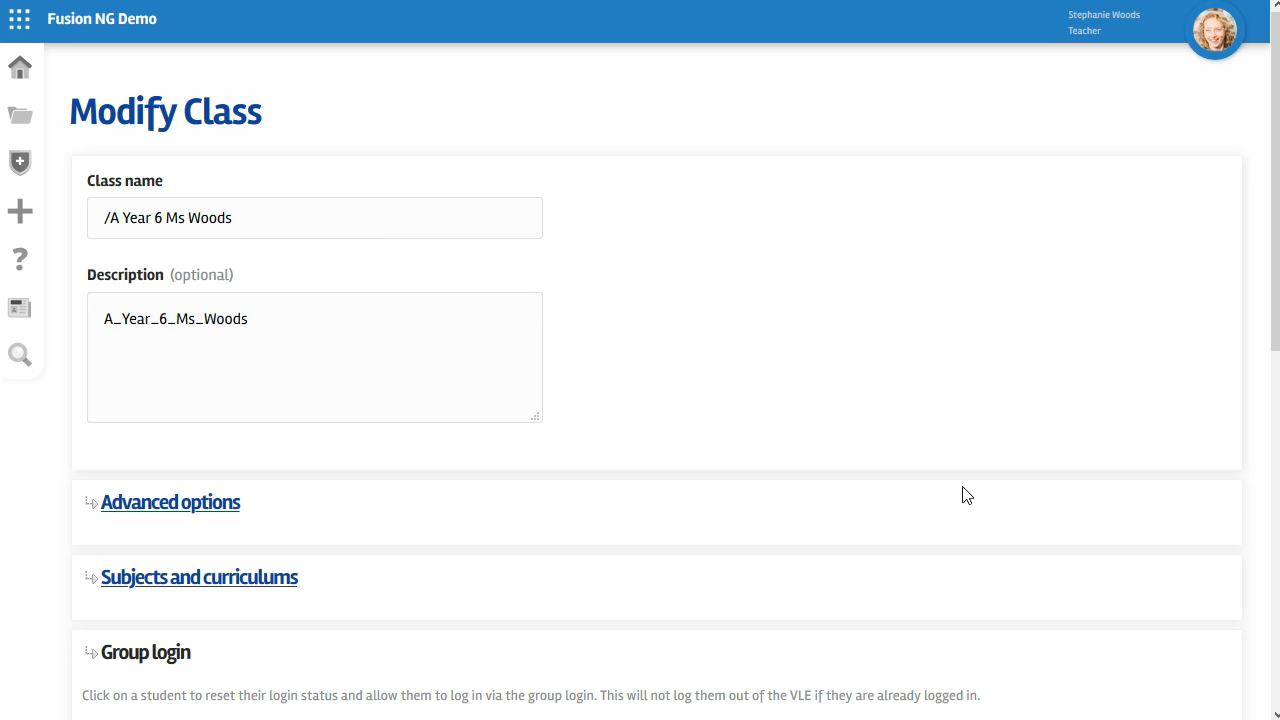 Fusion NG Demo
Stephanie Woods
Teacher
Modify Class
Class name
/A Year 6 Ms Woods
Description (optional)
A_Year_6_Ms_Woods
Advanced options
Subjects and curriculums
Group login
Click on a student to reset their login status and allow them to log in via the group login. This will not log them out of the VLE if they are already logged in.